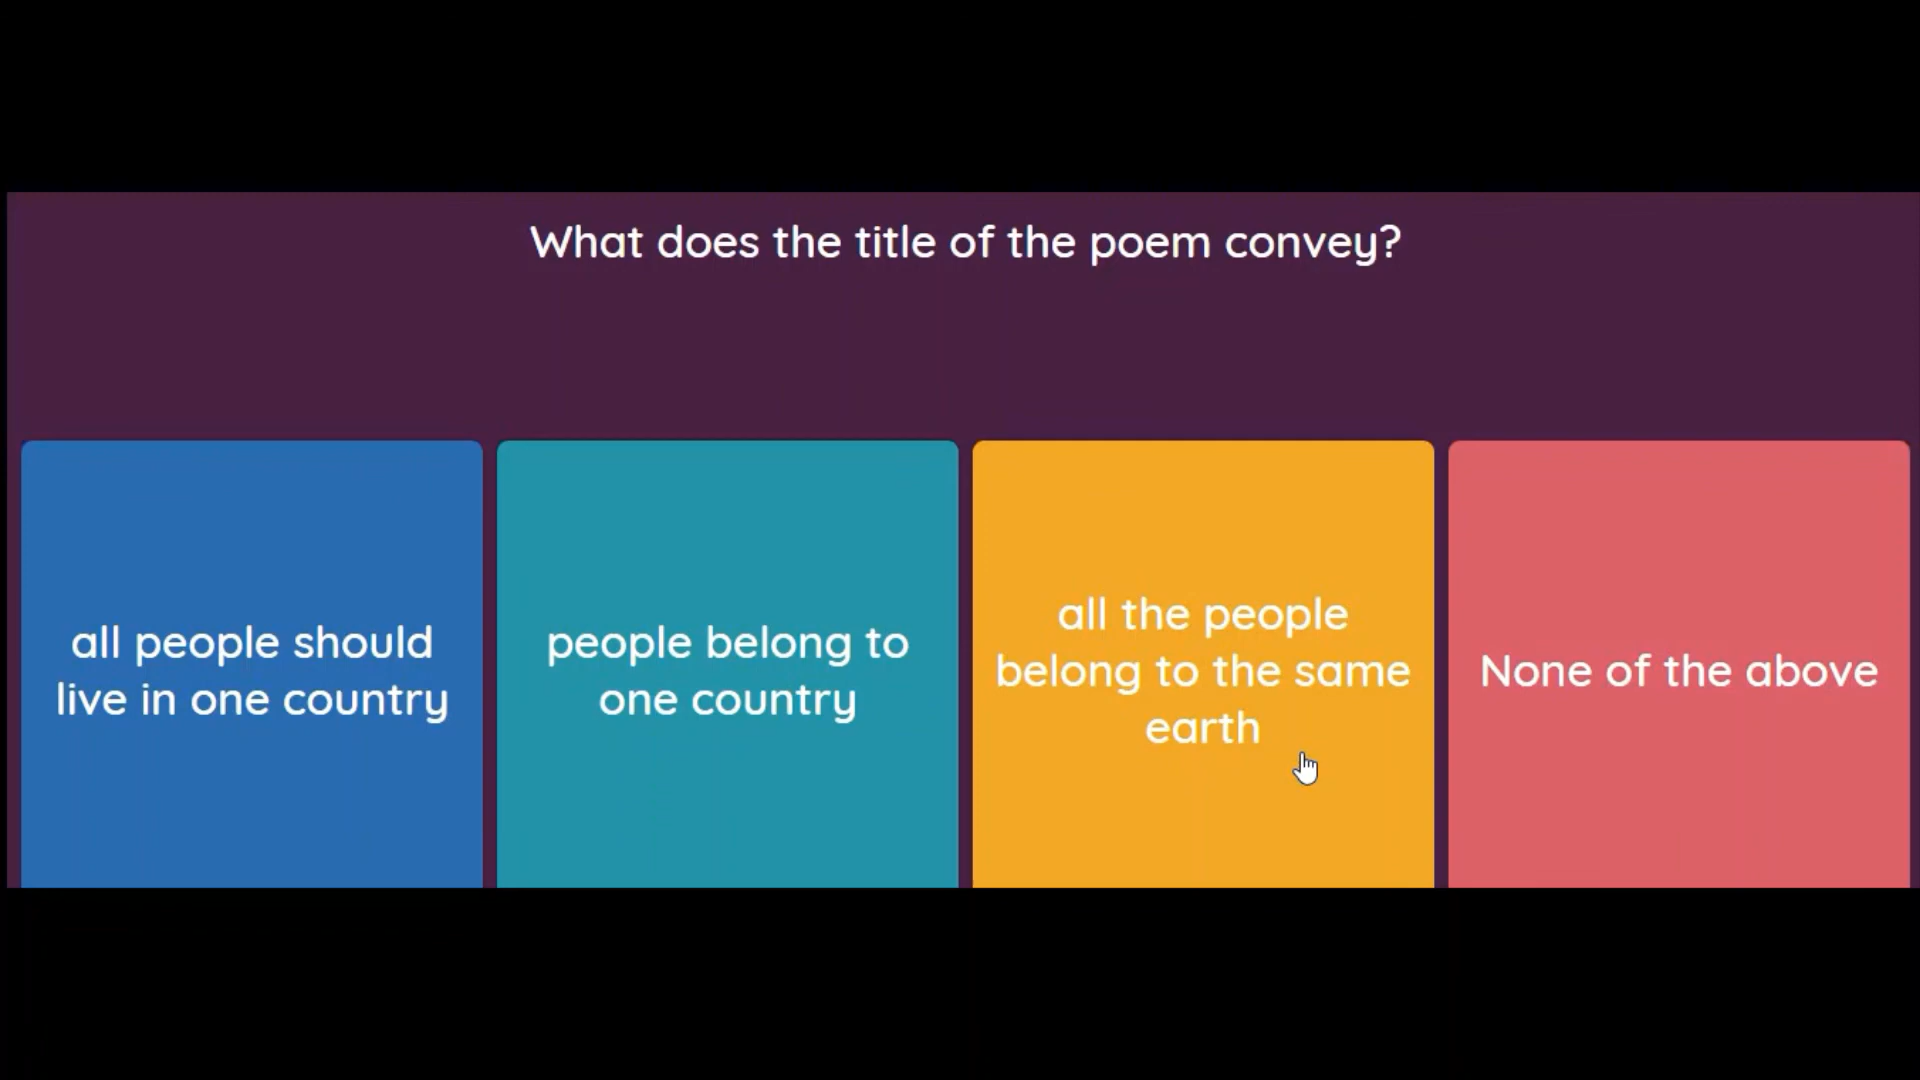 What does the title of the poem convey?
all people should
live in one country
people belong to
one country
all the people
belong to the same
earth
None of the above